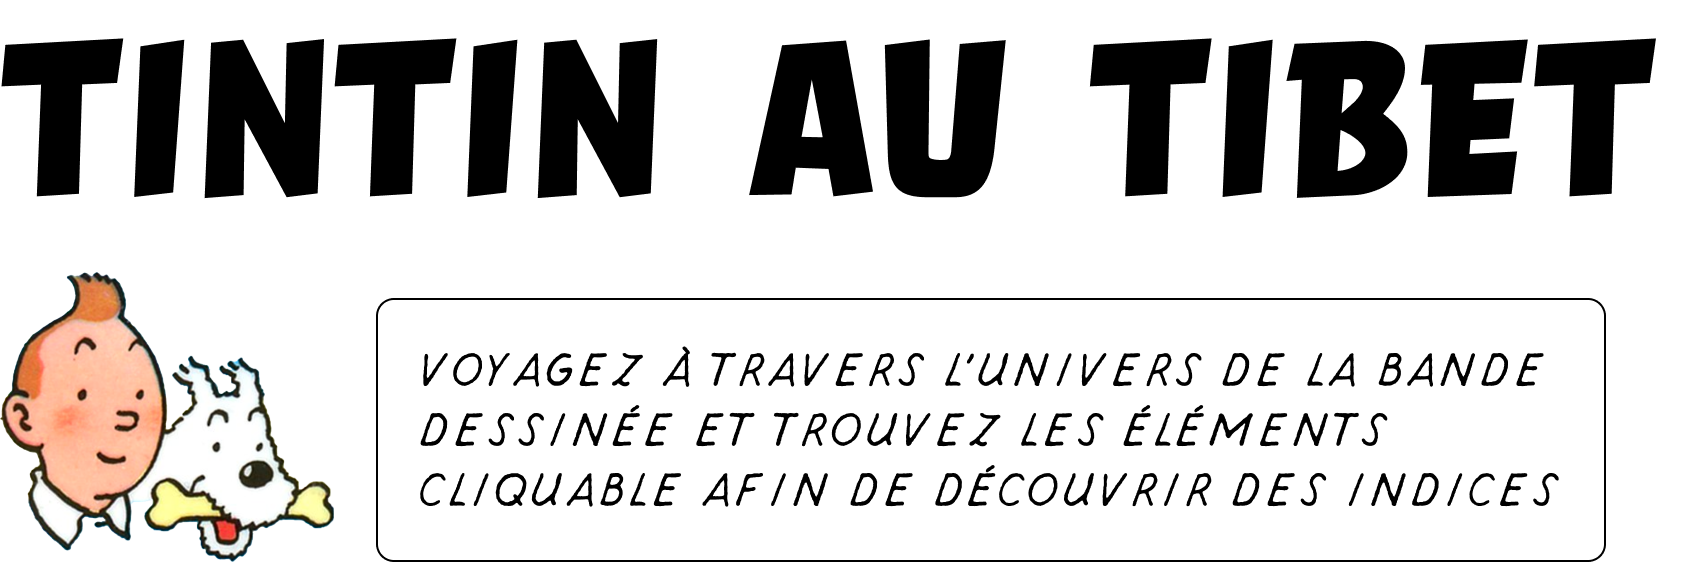 TINTIN AU TIBET
VOYAGEZ À TRAVERS L'UNIVERS DE LA BANDE
DESSINÉE ET TROUVEZ LES ÉLÉMENTS
CLIQUABLE AFIN DE DÉCOUVRIR DES INDICES